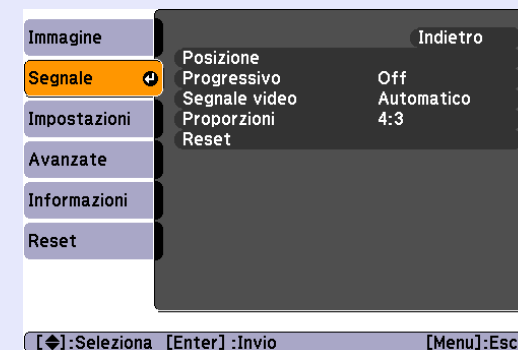 Immagine
Segnale
Impostazioni
Avanzate
Informazioni
Reset
Indietro
Posizione
Progressivo Off
Segnale video Automatico
Proporzioni 4:3
Reset
[◆]:Seleziona [Enter] :Invio [Menu]:Esc